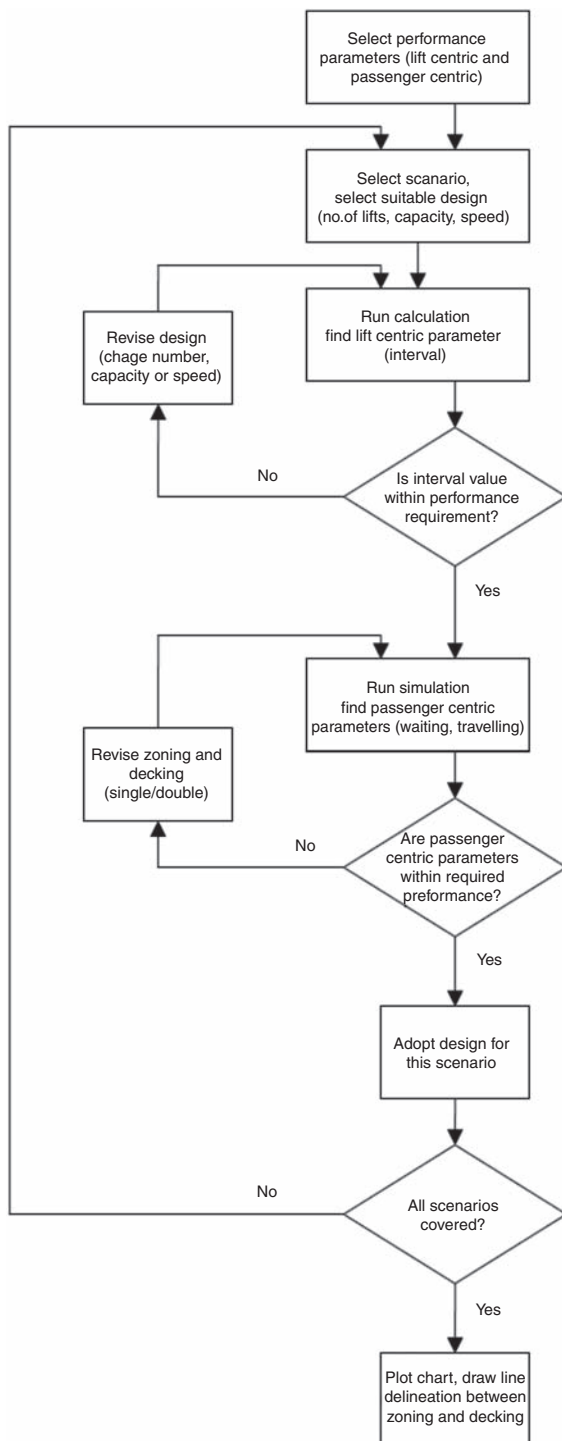 Select performance
parameters (lift centric and
passenger centric)
Select scanario,
select suitable design
(no.of lifts, capacity, speed)
Revise design
(chage number,
capacity or speed)
Run calculation
find lift centric parameter
(interval)
No
Is interval value
within performance
requirement?
Yes
Run simulation
find passenger centric
parameters (waiting, travelling)
Revise zoning and
decking
(single/double)
No
Are passenger
centric parameters
within required
preformance?
Yes
Adopt design for
this scenario
No
All scenarios
covered?
Yes
Plot chart, draw line
delineation between
zoning and decking